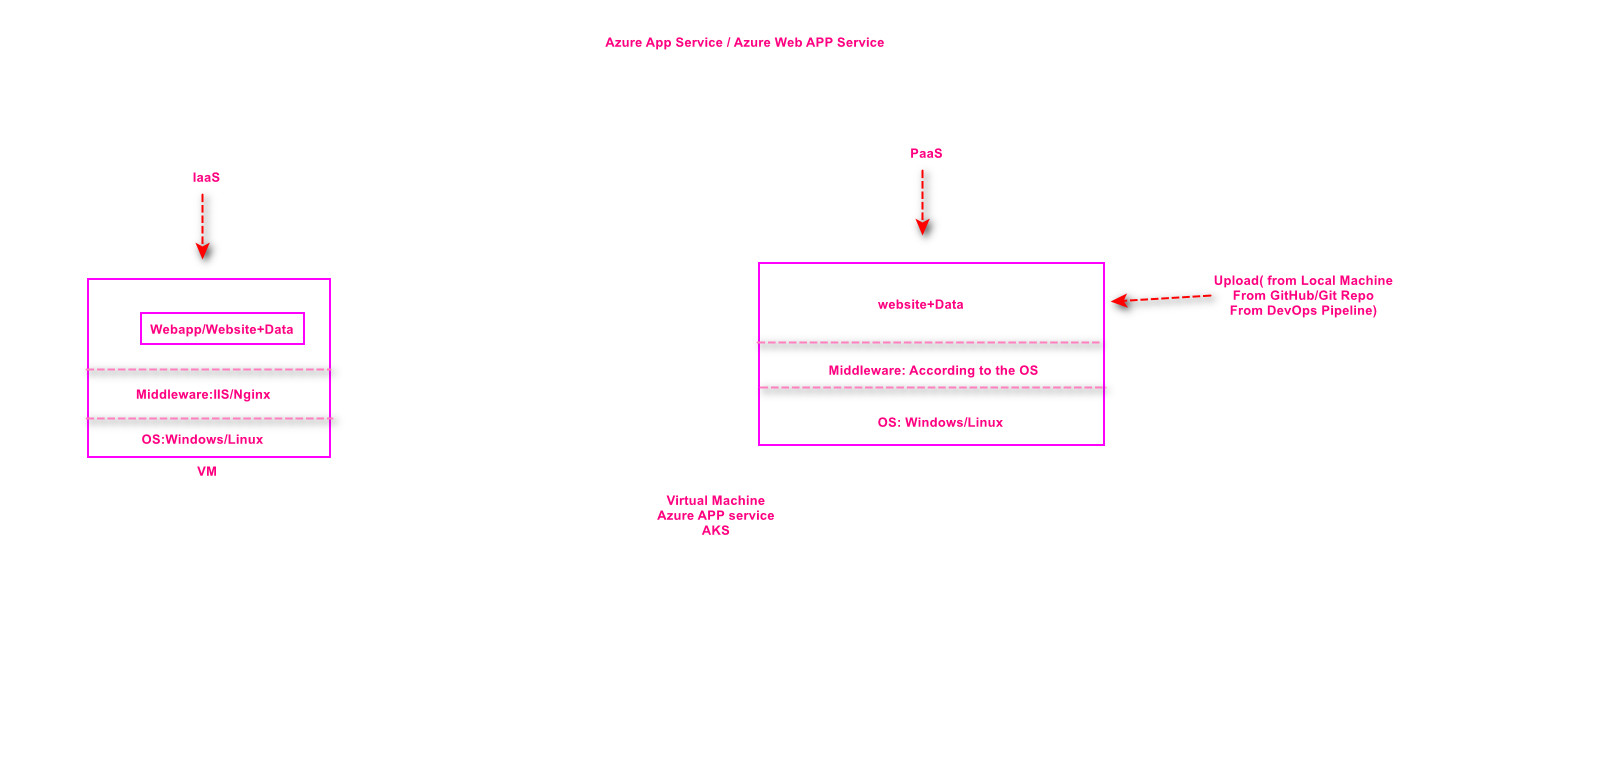 Azure App Service / Azure Web APP Service
IaaS
Webapp/Website+Data
Middleware:IIS/Nginx
OS:Windows/Linux
VM
PaaS
website+Data
Middleware: According to the OS
OS: Windows/Linux
Upload( from Local Machine
From GitHub/Git Repo
From DevOps Pipeline)
Virtual Machine
Azure APP service
AKS